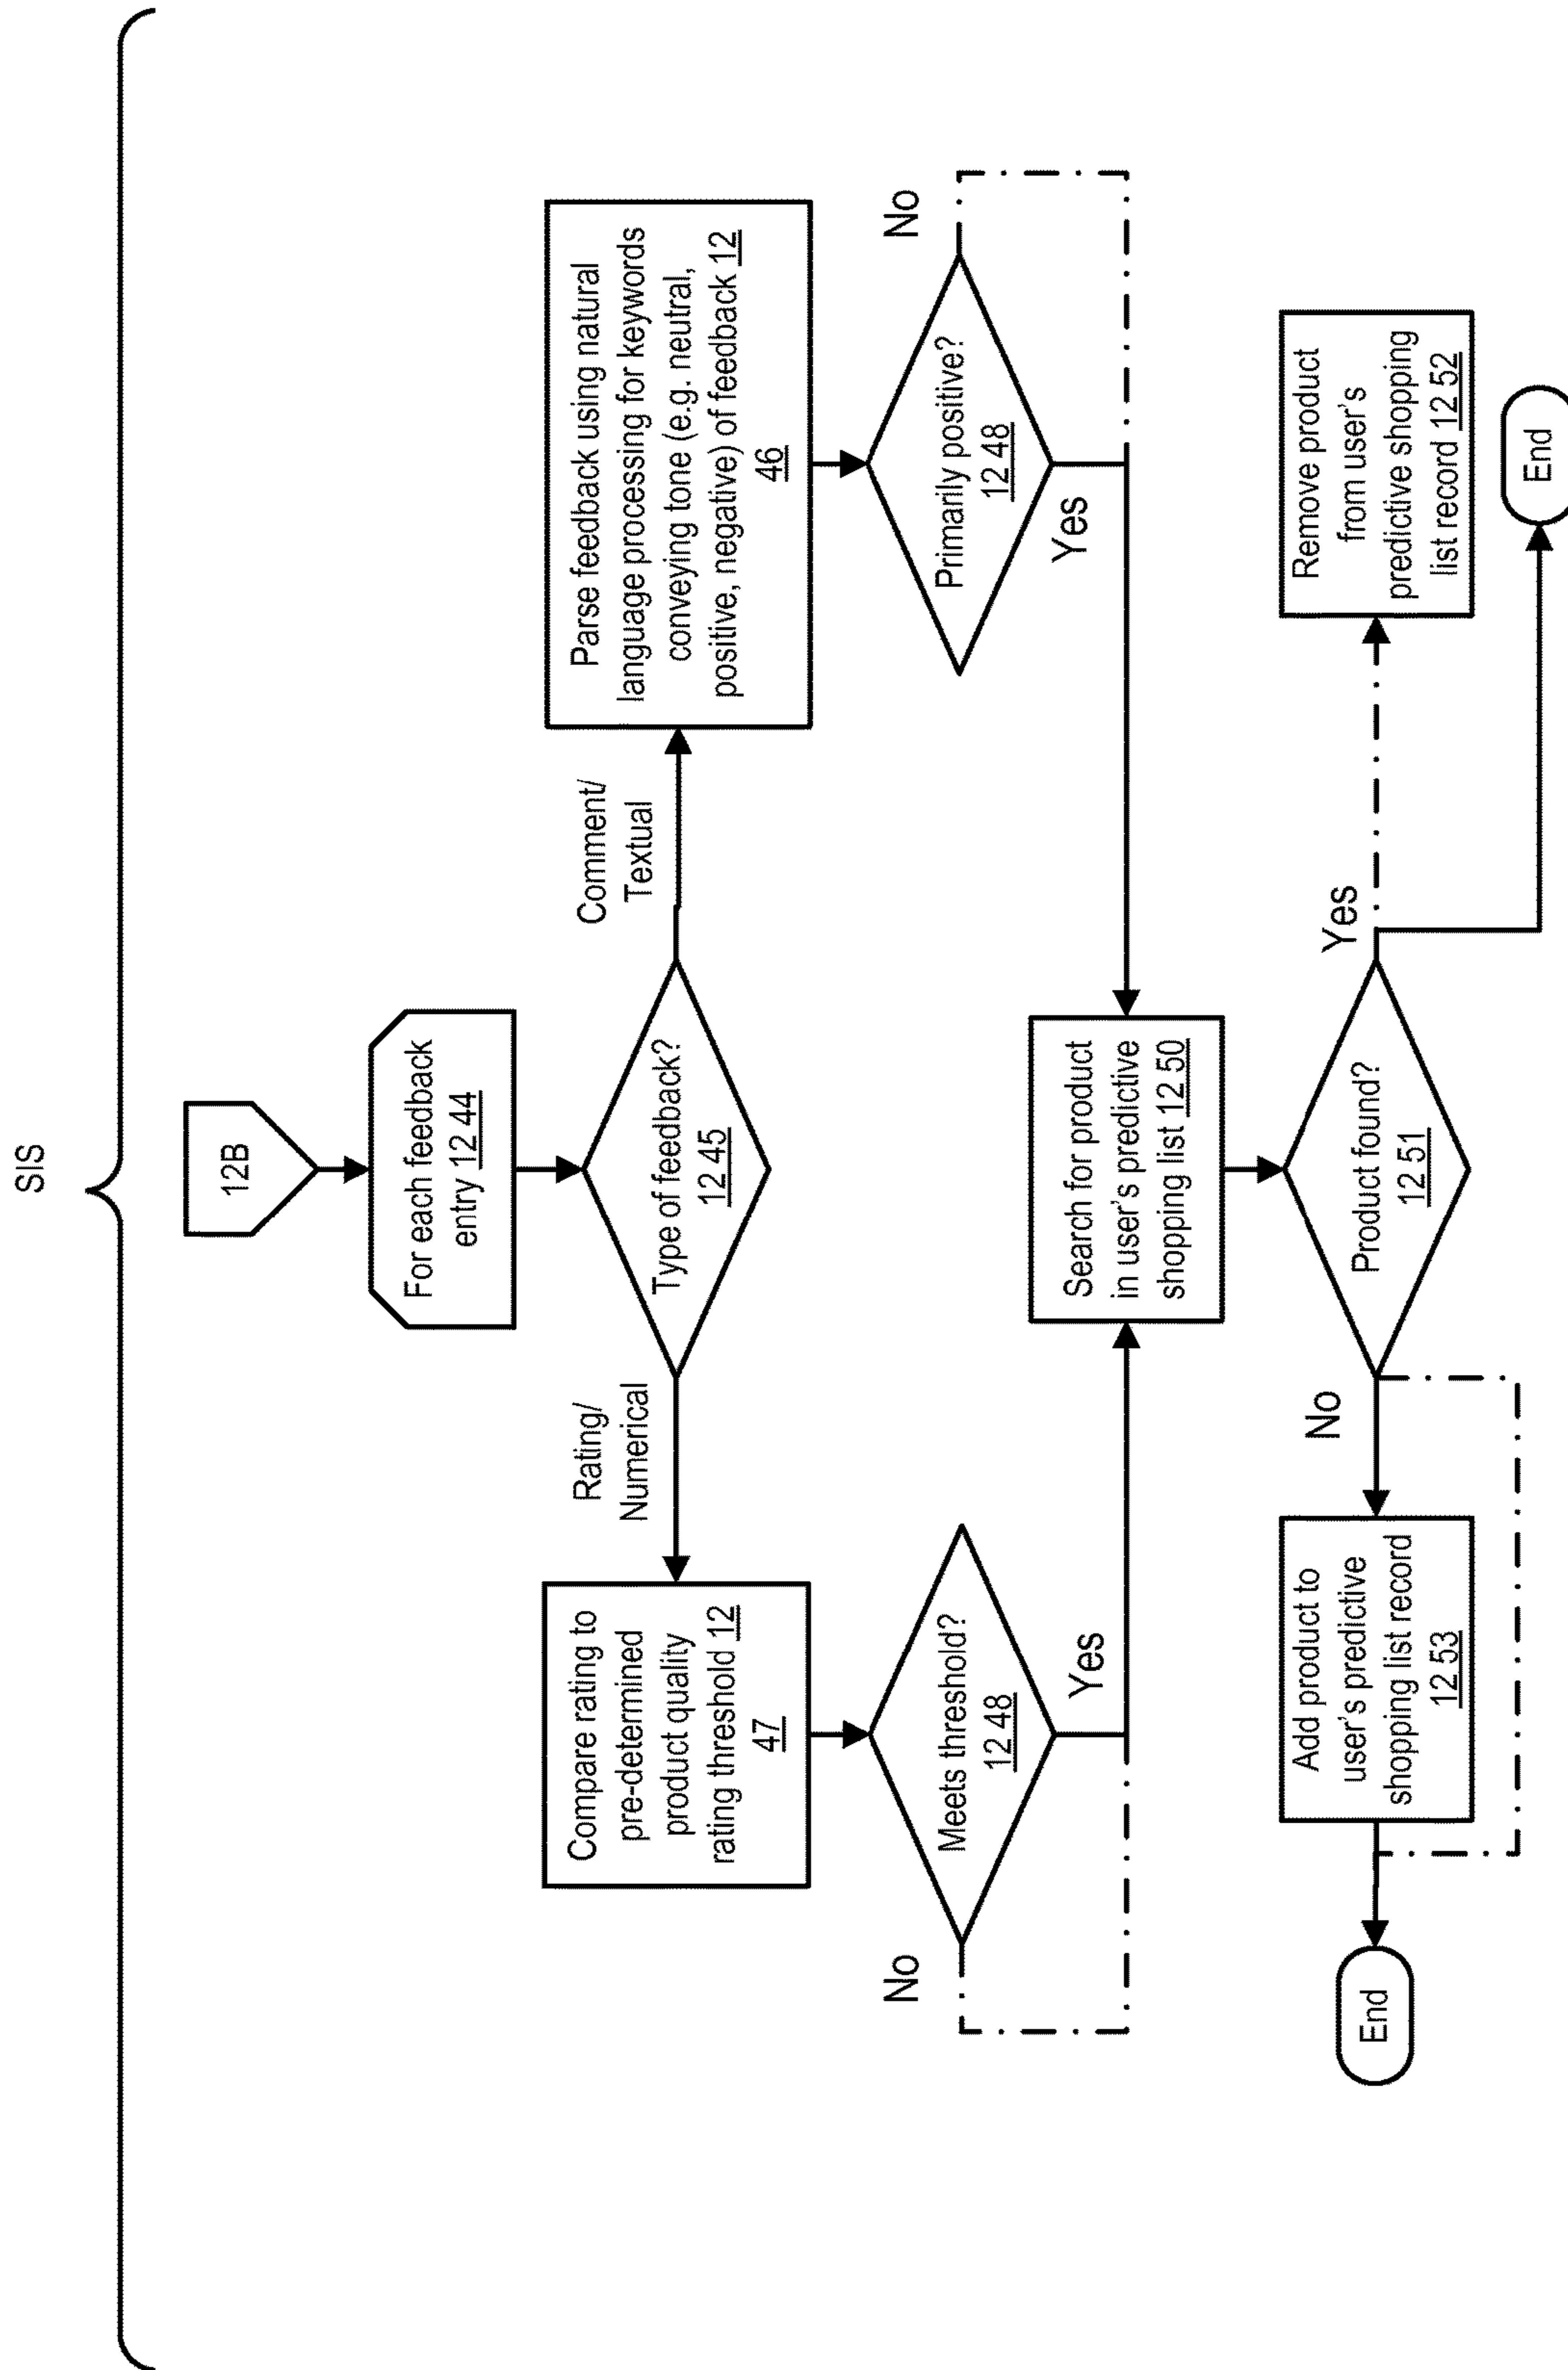 SIS
12B
For each feedback
entry 12 44
Type of feedback?
12 45
Rating/
Numerical
Comment/
Textual
Compare rating to
pre-determined
product quality
rating threshold 12
47
Parse feedback using natural
language processing for keywords
conveying tone (e.g. neutral,
positive, negative) of feedback 12
46
Meets threshold?
12 48
No
Yes
Primarily positive?
12 48
Yes
No
Search for product
in user's predictive
shopping list 12 50
Product found?
12 51
No
Yes
Add product to
user's predictive
shopping list record
12 53
Remove product
from user's
predictive shopping
list record 12 52
End
End